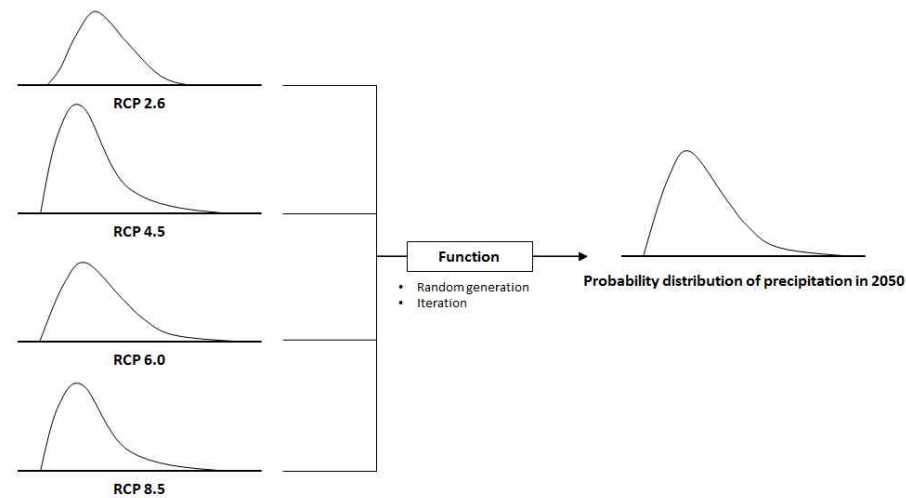 RCP 2.6
RCP 4.5
RCP 6.0
RCP 8.5
Function
• Random generation
• Iteration
Probability distribution of precipitation in 2050